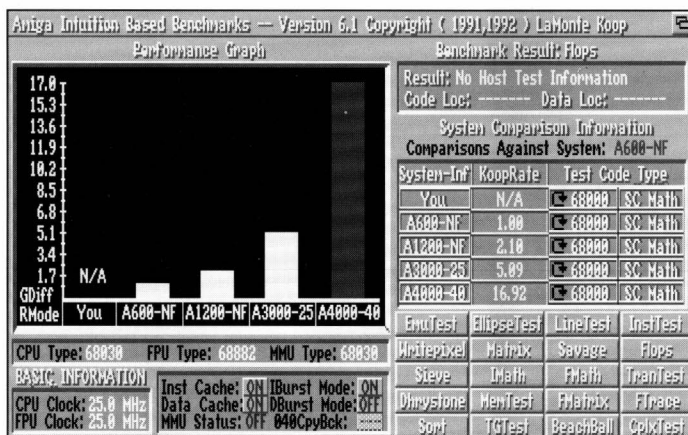 Amiga Intuition Based Benchmarks — Version 6.1 Copyright ( 1991,1992 ) LaMonte Koop
Performance Graph
17.0
15.3
13.6
11.9
10.2
8.5
6.8
5.1
3.4
1.7
GDiff
RMode
N/A
You A600-NF A1200-NF A3000-25 A4000-40
CPU Type: 68030 FPU Type: 68882 MMU Type: 68030
BASIC INFORMATION
CPU Clock: 25.0 MHz
FPU Clock: 25.0 MHz
Inst Cache: ON IBurst Mode: ON
Data Cache: ON DBurst Mode: OFF
MMU Status: OFF 040CpyBck:
Benchmark Result: Flops
Result: No Host Test Information
Code Loc: ------- Data Loc: -------
System Comparison Information
Comparisons Against System: A600-NF
System-Inf KoopRate Test Code Type
You N/A 68000 SC Math
A600-NF 1.00 68000 SC Math
A1200-NF 2.10 68000 SC Math
A3000-25 5.09 68000 SC Math
A4000-40 16.92 68000 SC Math
EmuTest EllipseTest LineTest InstTest
Writepixel Matrix Savage Flops
Sieve IMath FMath TranTest
Dhrystone MemTest FMatrix FTrace
Sort TGTest BeachBall CplxTest